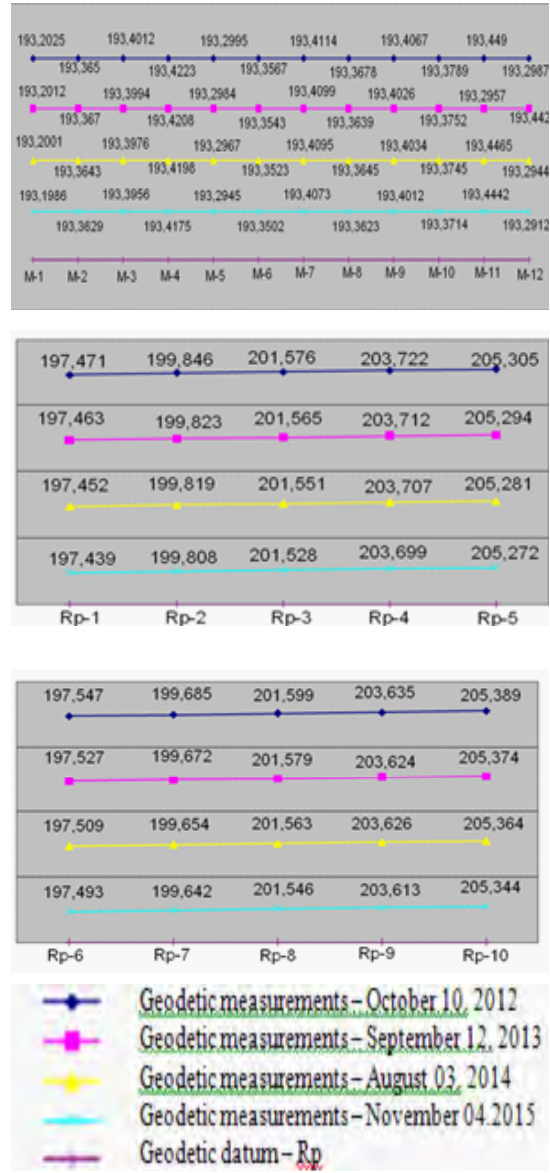 193,2025 193,4012 193,2995 193,4114 193,4067 193,449
193,365 193,4223 193,3567 193,3678 193,3789 193,2987
193,2012 193,3994 193,2984 193,4099 193,4026 193,2957
193,367 193,4208 193,3543 193,3639 193,3752 193,442
193,2001 193,3976 193,2967 193,4095 193,4034 193,4465
193,3643 193,4198 193,3523 193,3645 193,3745 193,2944
193,1986 193,3956 193,2945 193,4073 193,4012 193,4442
193,3629 193,4175 193,3502 193,3623 193,3714 193,2912
M-1 M-2 M-3 M-4 M-5 M-6 M-7 M-8 M-9 M-10 M-11 M-12
197,471 199,846 201,576 203,722 205,305
197,463 199,823 201,565 203,712 205,294
197,452 199,819 201,551 203,707 205,281
197,439 199,808 201,528 203,699 205,272
Rp-1 Rp-2 Rp-3 Rp-4 Rp-5
197,547 199,685 201,599 203,635 205,389
197,527 199,672 201,579 203,624 205,374
197,509 199,654 201,563 203,626 205,364
197,493 199,642 201,546 203,613 205,344
Rp-6 Rp-7 Rp-8 Rp-9 Rp-10
Geodetic measurements – October 10, 2012
Geodetic measurements – September 12, 2013
Geodetic measurements – August 03, 2014
Geodetic measurements – November 04.2015
Geodetic datum – Rp